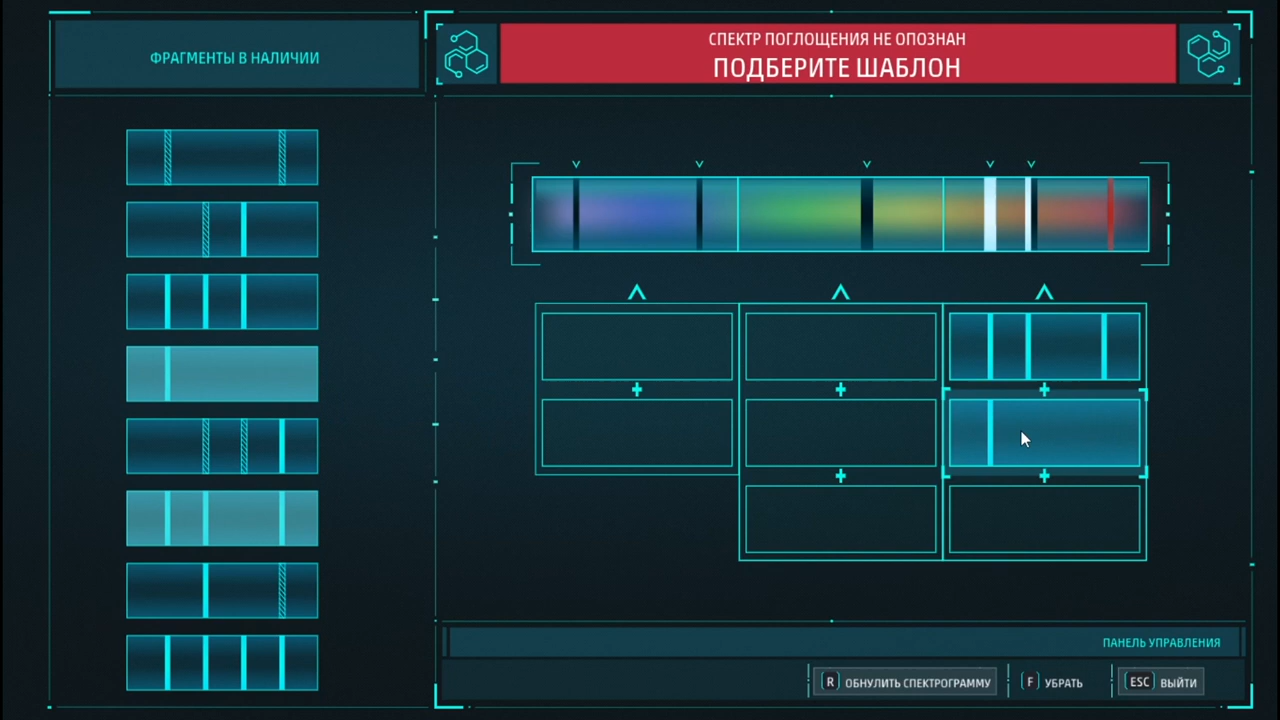 ФРАГМЕНТЫ В НАЛИЧИИ
СПЕКТР ПОГЛОЩЕНИЯ НЕ ОПОЗНАН
ПОДБЕРИТЕ ШАБЛОН
ПАНЕЛЬ УПРАВЛЕНИЯ
R ОБНУЛИТЬ СПЕКТРОГРАММУ F УБРАТЬ ESC ВЫЙТИ